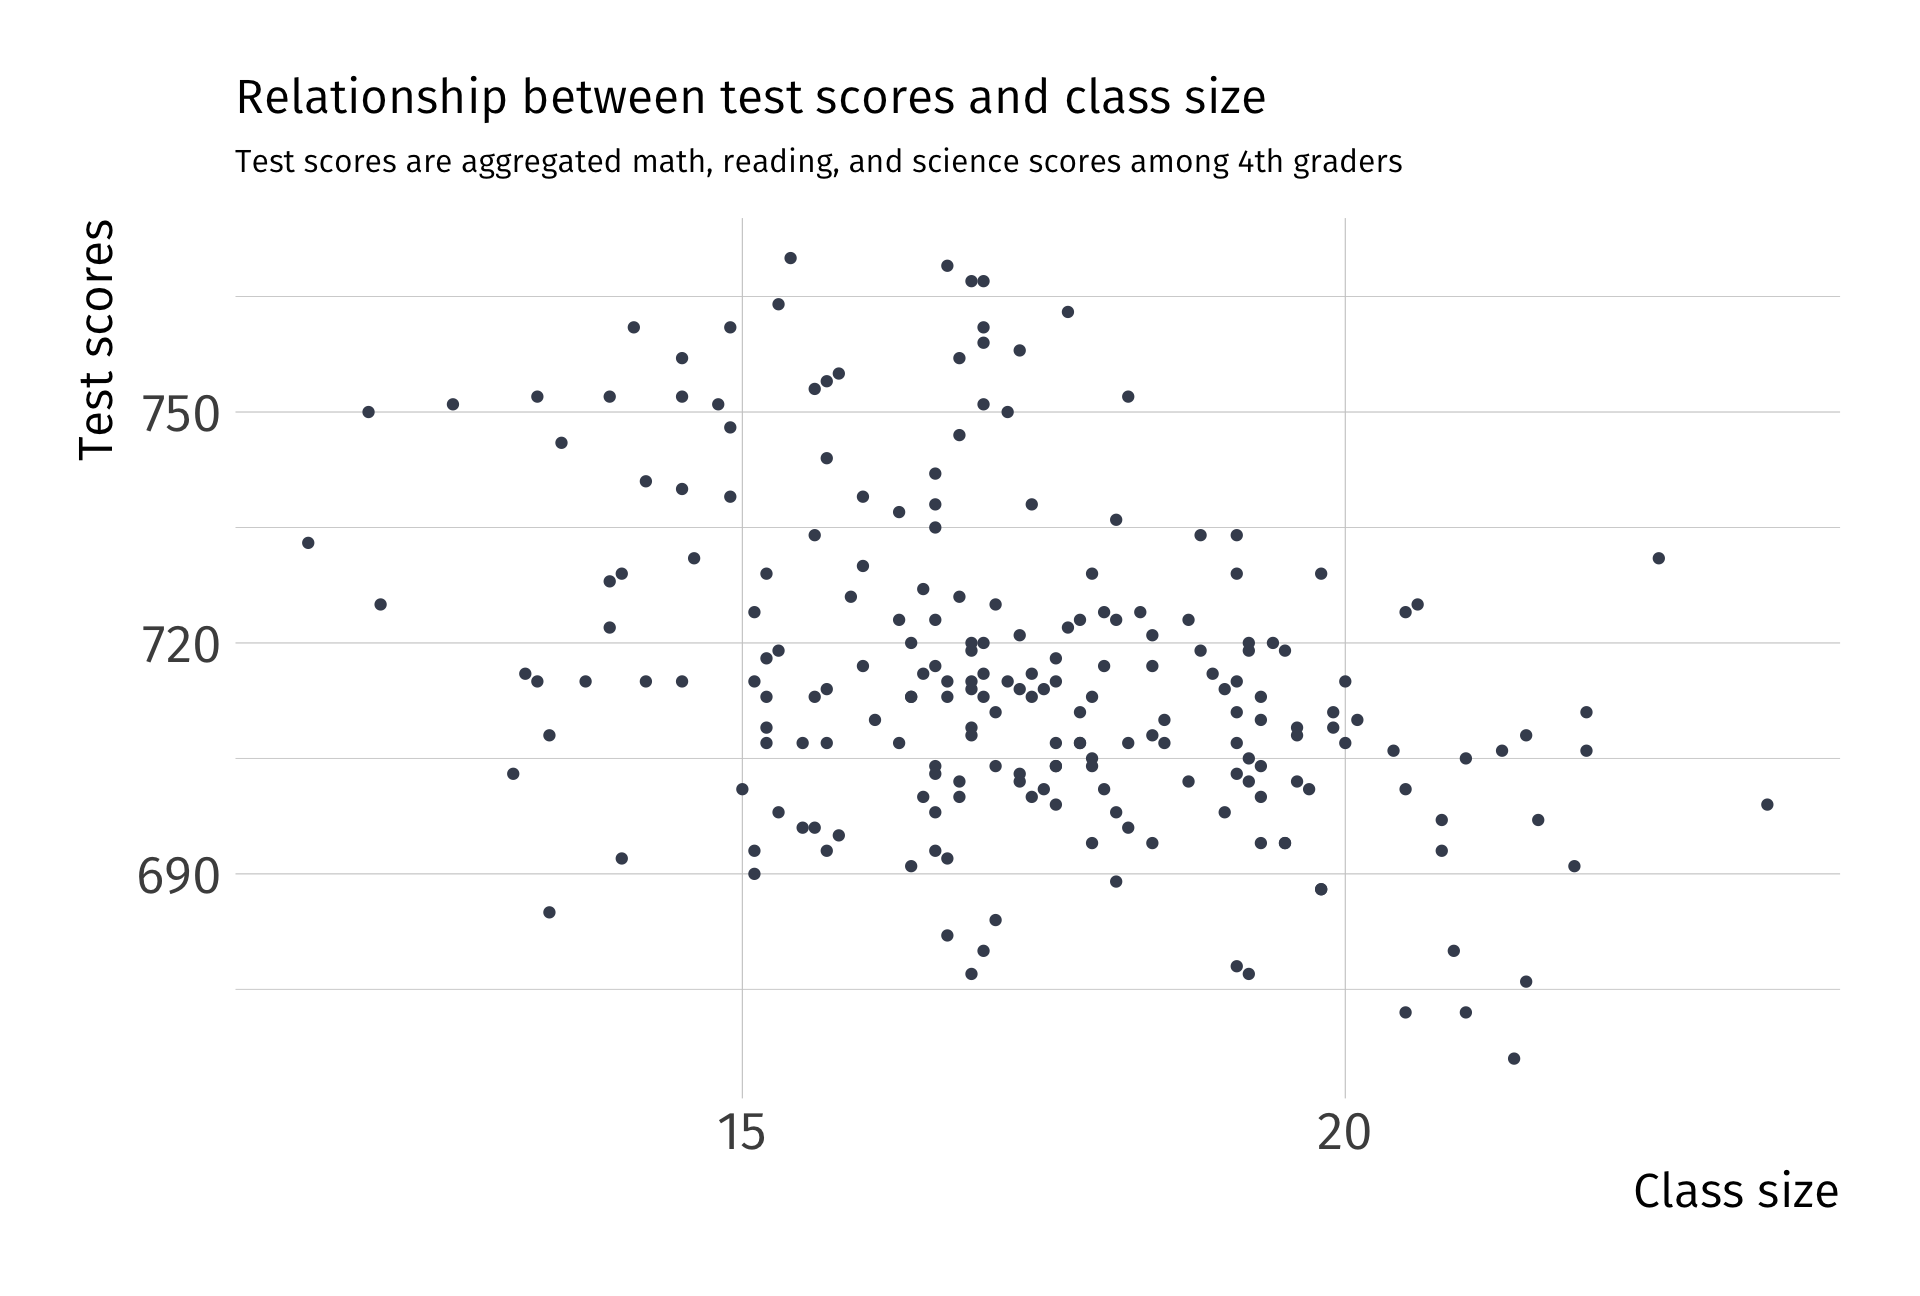 Relationship between test scores and class size
Test scores are aggregated math, reading, and science scores among 4th graders
Test scores
750
720
690
15
20
Class size